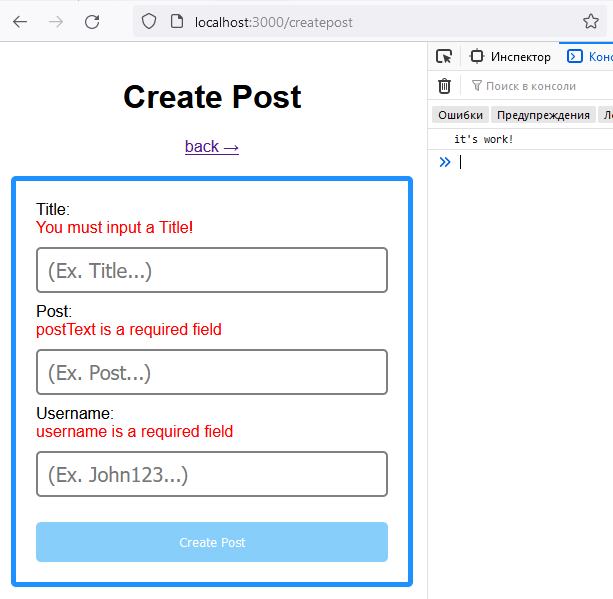 localhost:3000/createpost
Create Post
back →
Title:
You must input a Title!
(Ex. Title...)
Post:
postText is a required field
(Ex. Post...)
Username:
username is a required field
(Ex. John123...)
Create Post
Инспектор
Конс
Поиск в консоли
Ошибки Предупреждения Ло
it's work!